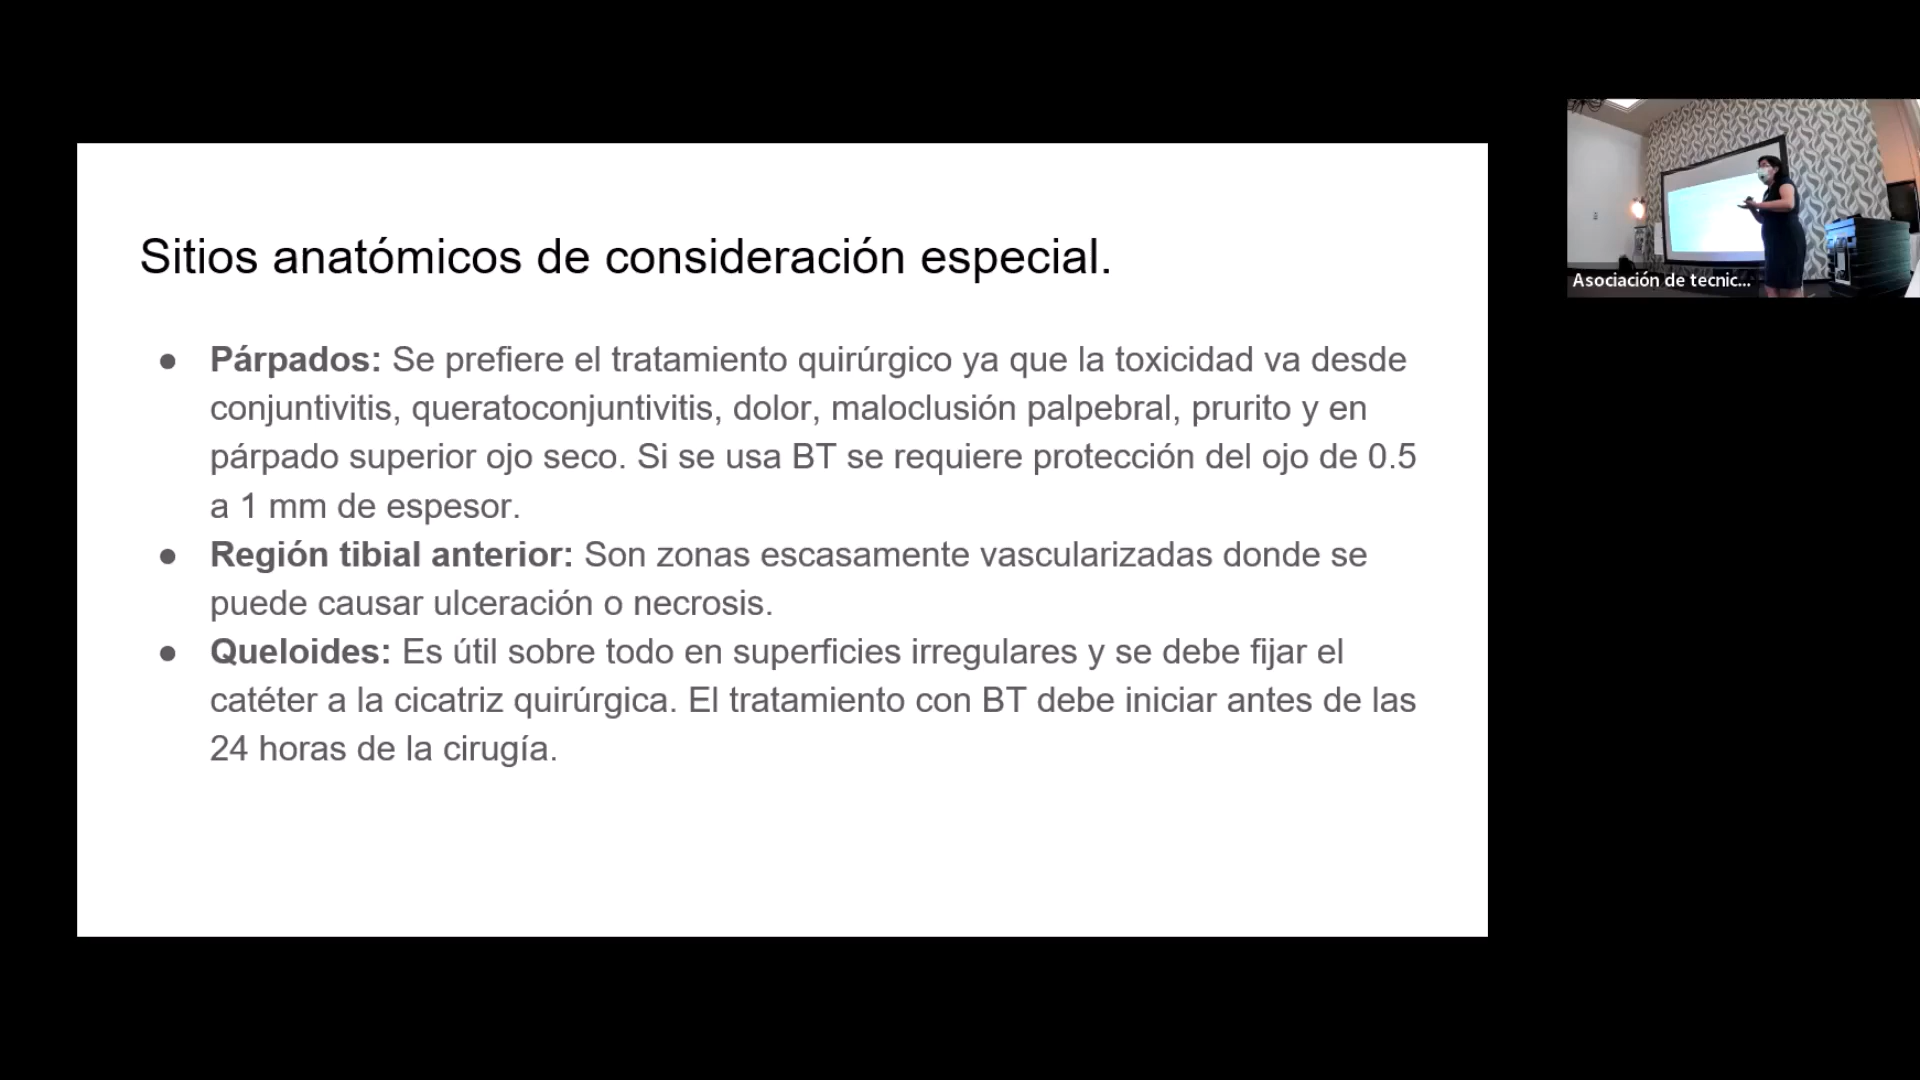 Sitios anatómicos de consideración especial.
● Párpados: Se prefiere el tratamiento quirúrgico ya que la toxicidad va desde
conjuntivitis, queratoconjuntivitis, dolor, maloclusión palpebral, prurito y en
párpado superior ojo seco. Si se usa BT se requiere protección del ojo de 0.5
a 1 mm de espesor.
● Región tibial anterior: Son zonas escasamente vascularizadas donde se
puede causar ulceración o necrosis.
● Queloides: Es útil sobre todo en superficies irregulares y se debe fijar el
catéter a la cicatriz quirúrgica. El tratamiento con BT debe iniciar antes de las
24 horas de la cirugía.
Asociación de tecnic...